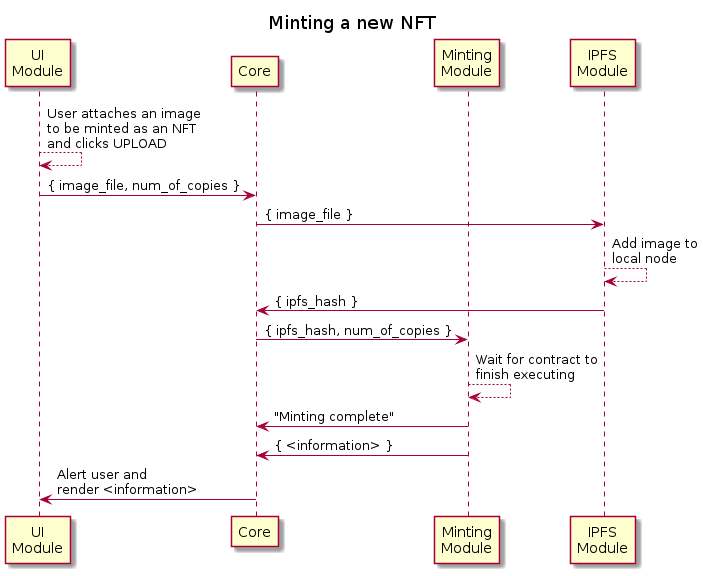 Minting a new NFT
UI
Module
Core
Minting
Module
IPFS
Module
User attaches an image
to be minted as an NFT
and clicks UPLOAD
{ image_file, num_of_copies }
{ image_file }
Add image to
local node
{ ipfs_hash }
{ ipfs_hash, num_of_copies }
Wait for contract to
finish executing
"Minting complete"
{ <information> }
Alert user and
render <information>
UI
Module
Core
Minting
Module
IPFS
Module